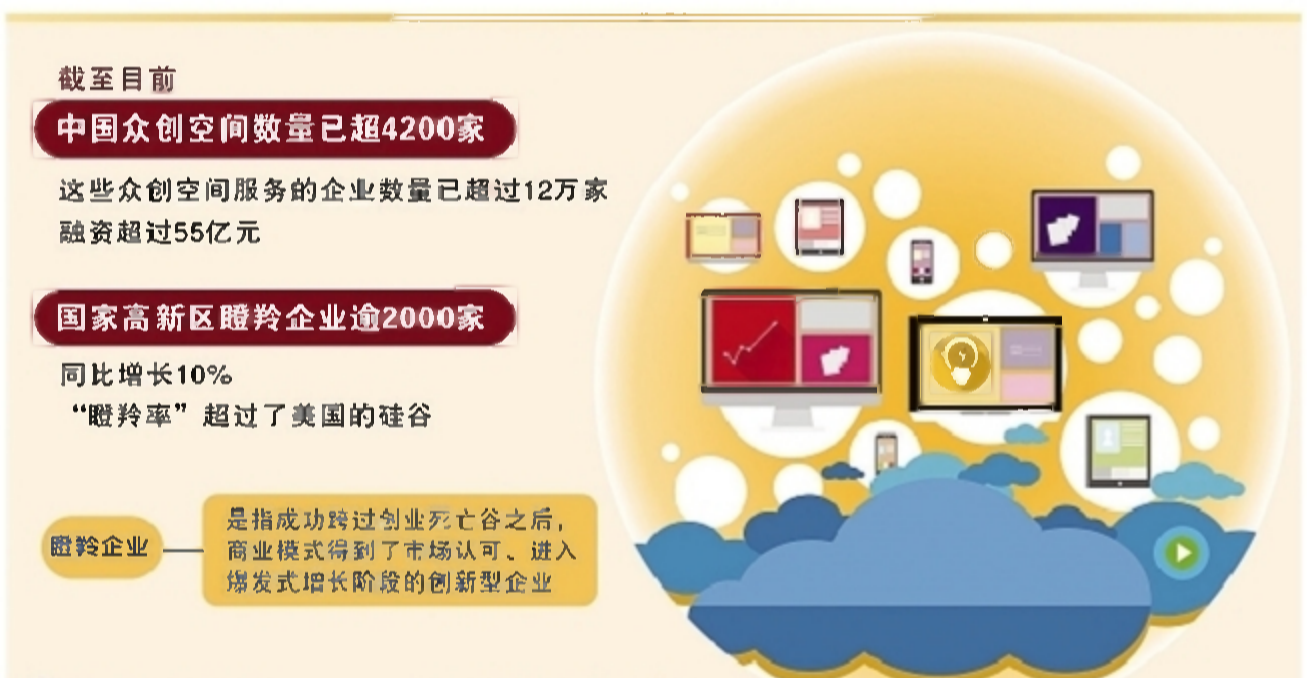 截至目前
中国众创空间数量已超4200家
这些众创空间服务的企业数量已超过12万家
融资超过55亿元
国家高新区瞪羚企业逾2000家
同比增长10%
“瞪羚率”超过了美国的硅谷
瞪羚企业
是指成功跨过创业死亡谷之后，
商业模式得到了市场认可、进入
爆发式增长阶段的创新型企业